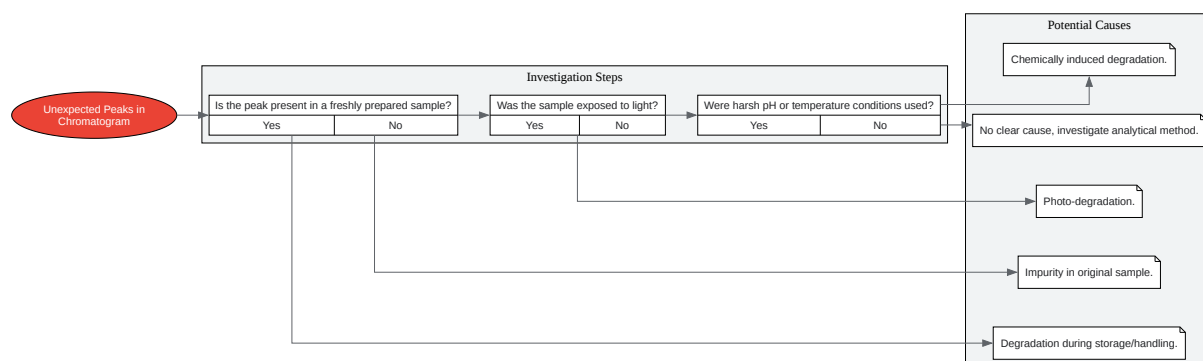 Potential Causes
Chemically induced degradation.
Investigation Steps
Unexpected Peaks in
Chromatogram
Is the peak present in a freshly prepared sample?
Yes
No
Was the sample exposed to light?
Yes
No
Were harsh pH or temperature conditions used?
Yes
No
No clear cause, investigate analytical method.
Photo-degradation.
Impurity in original sample.
Degradation during storage/handling.